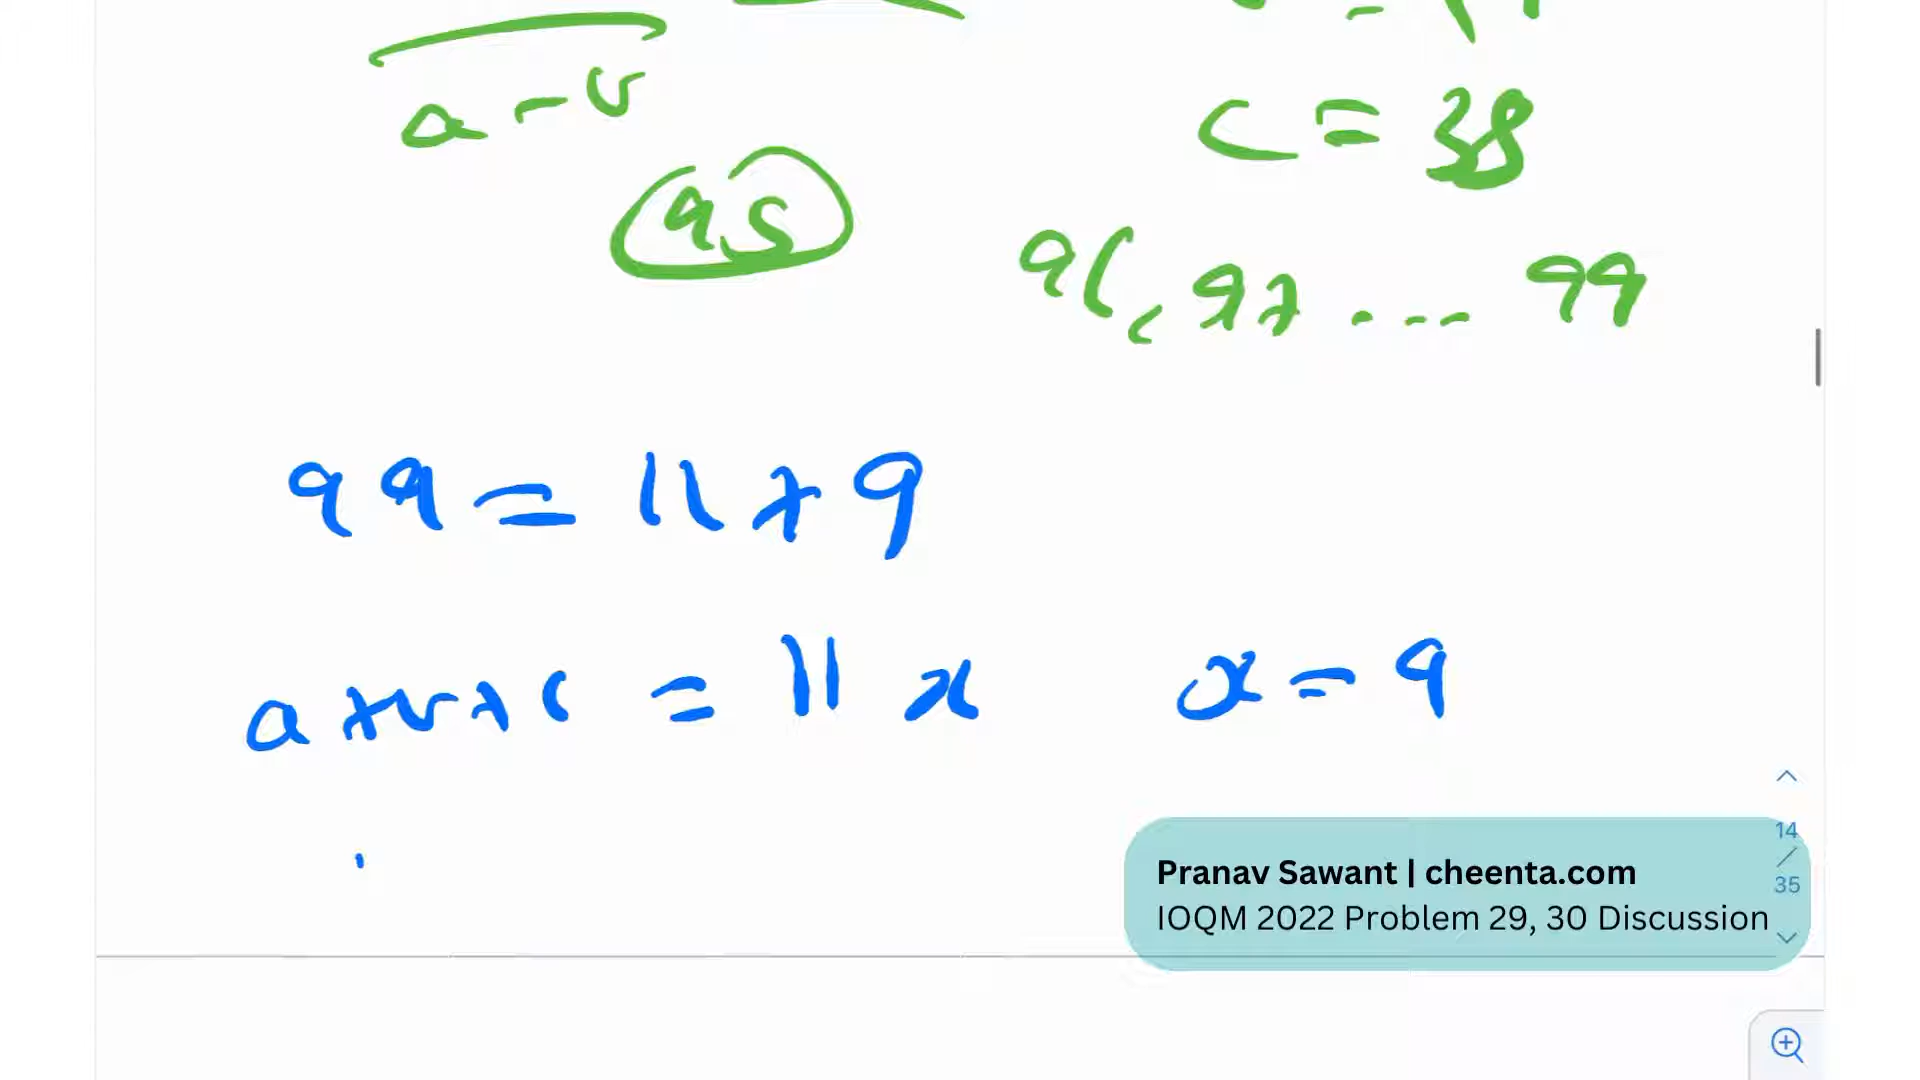 a - b
c = 38
95
96, 97 ... 99
99 = 11 × 9
a + b + c = 11 x    x = 9
14
/
35
Pranav Sawant | cheenta.com
IOQM 2022 Problem 29, 30 Discussion